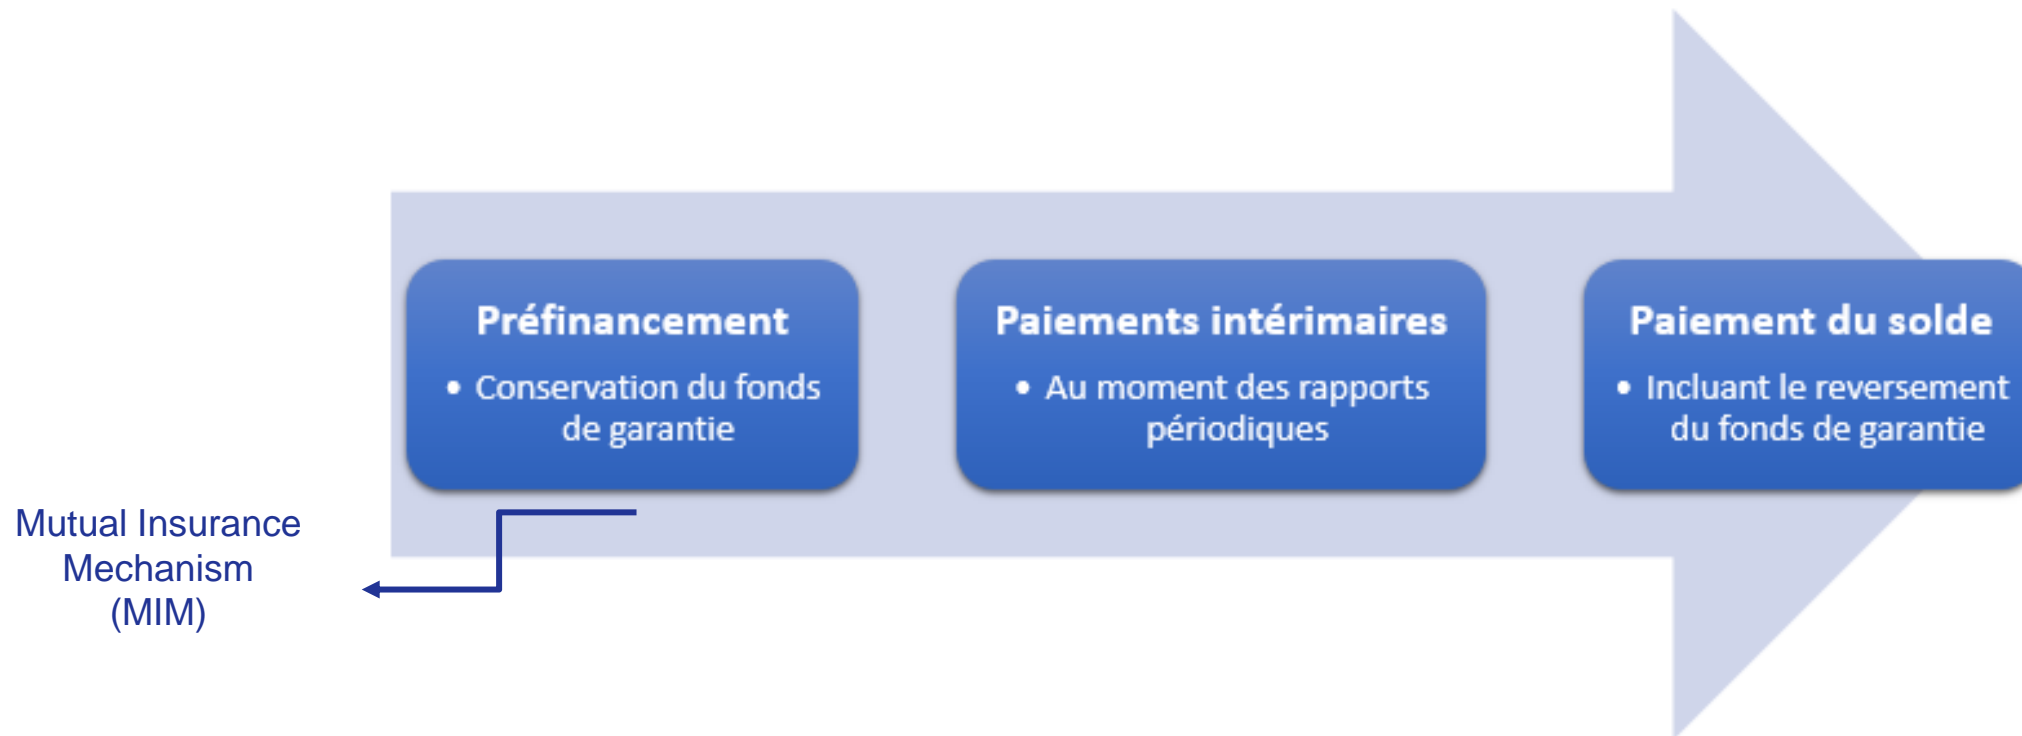 Préfinancement
• Conservation du fonds
de garantie
Paiements intérimaires
• Au moment des rapports
périodiques
Paiement du solde
• Incluant le reversement
du fonds de garantie
Mutual Insurance
Mechanism
(MIM)